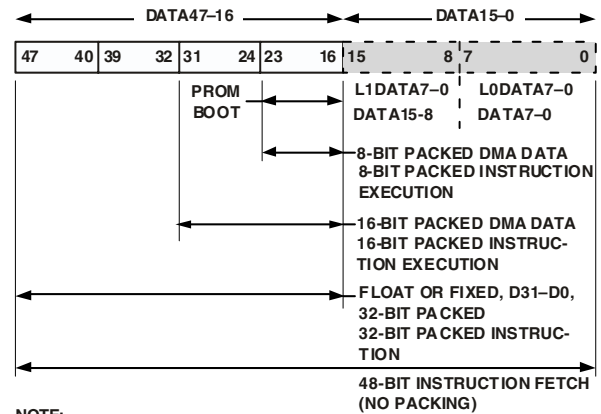 DATA47–16 DATA15–0
47 40 39 32 31 24 23 16 15 8 7 0
PROM
BOOT
L1DATA7–0 L0DATA7–0
DATA15-8 DATA7–0
8-BIT PACKED DMA DATA
8-BIT PACKED INSTRUCTION
EXECUTION
16-BIT PACKED DMA DATA
16-BIT PACKED INSTRUC-
TION EXECUTION
FLOAT OR FIXED, D31–D0,
32-BIT PACKED
32-BIT PACKED INSTRUC-
TION
48-BIT INSTRUCTION FETCH
(NO PACKING)
NOTE: